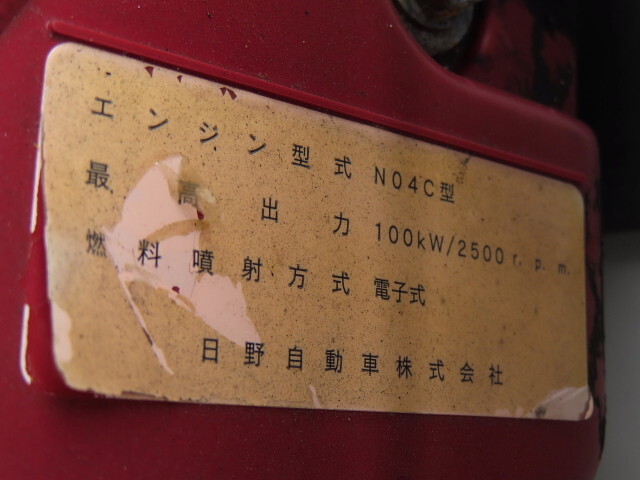 エンジン型式 N04C型
最高出力 100kW/2500 r. p. m.
燃料噴射方式 電子式
日野自動車株式会社